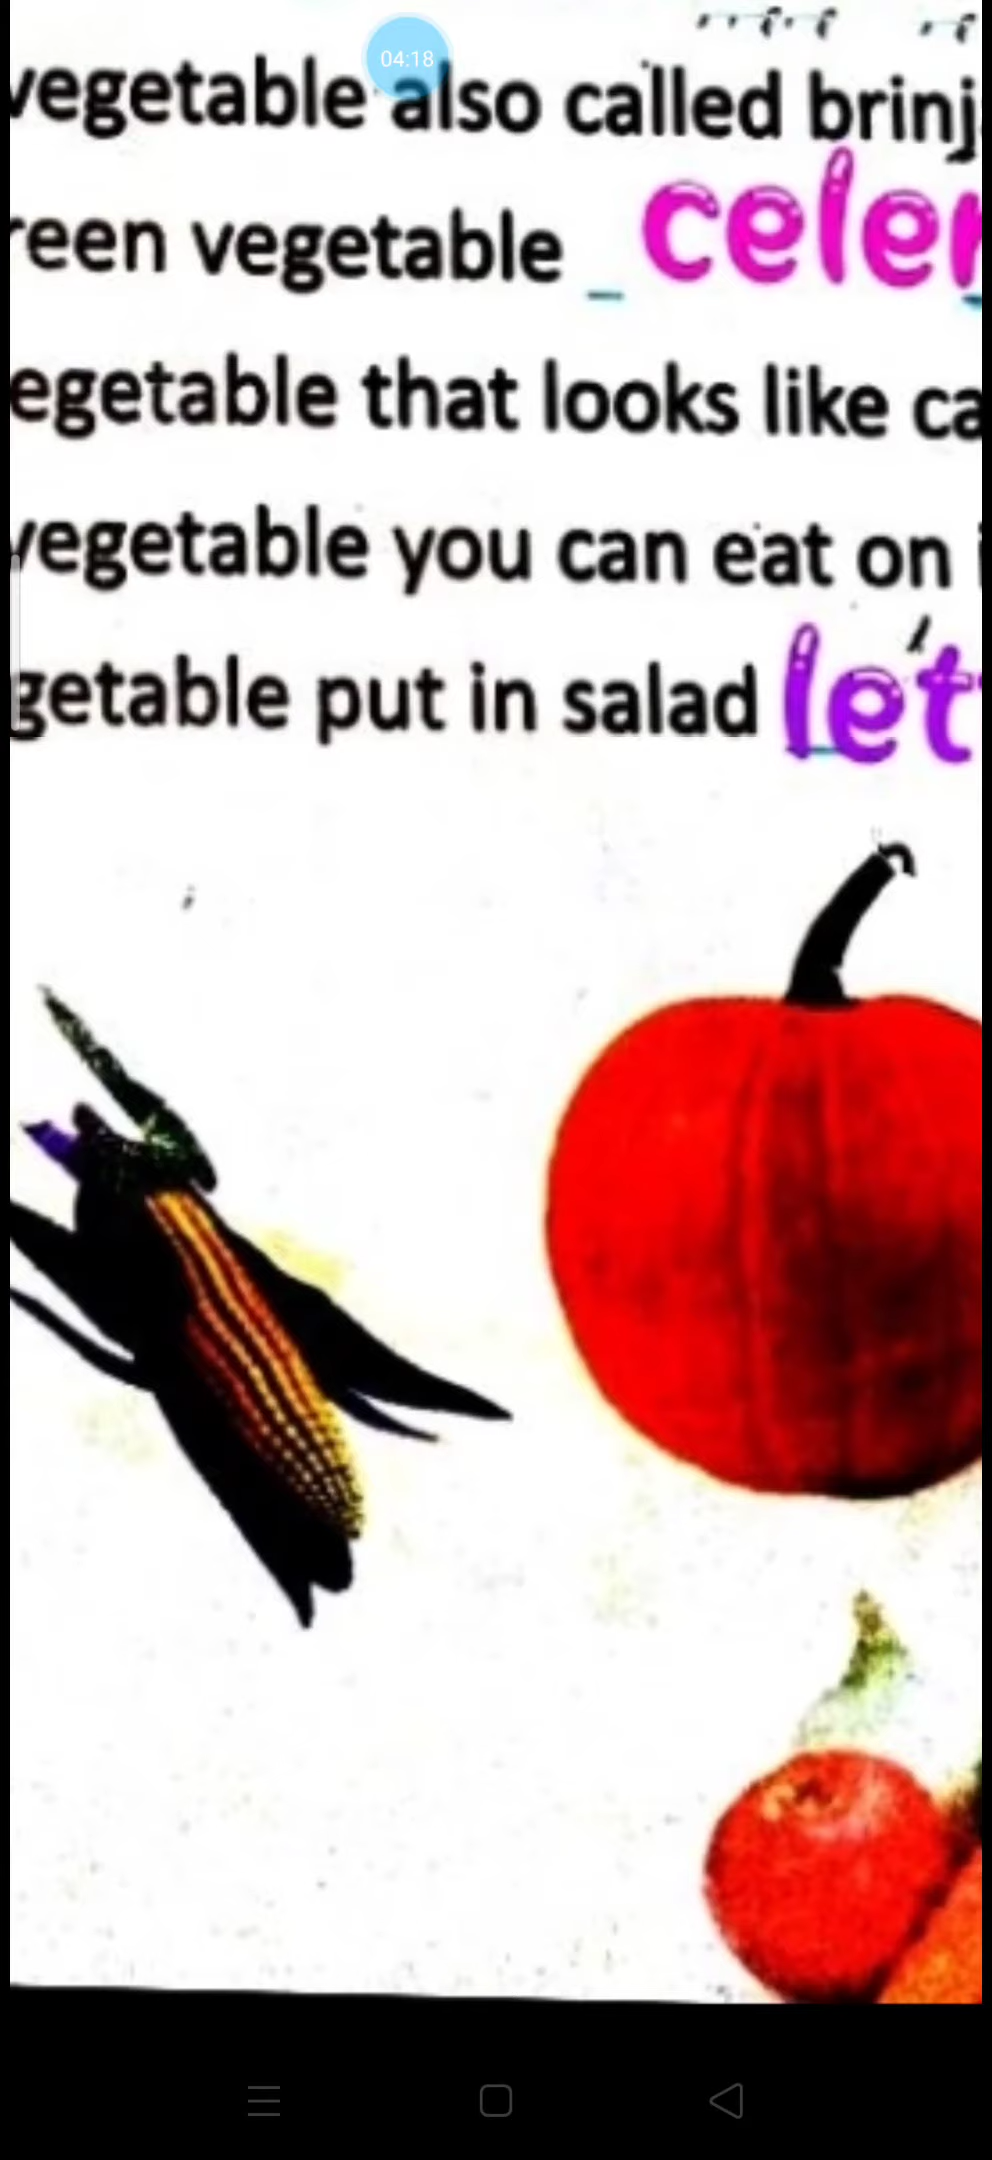 04:18
vegetable also called brinj
reen vegetable _ celer
egetable that looks like ca
vegetable you can eat on
getable put in salad let